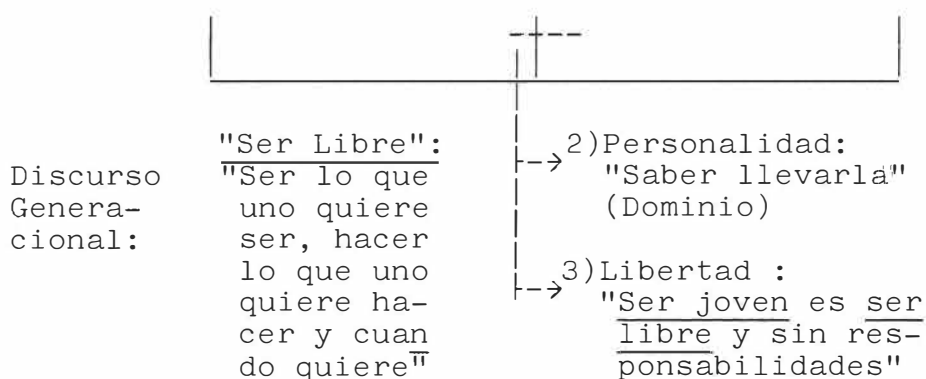 Discurso
Genera-
cional:
"Ser Libre":
"Ser lo que
uno quiere
ser, hacer
lo que uno
quiere ha-
cer y cuan
do quiere"
2)Personalidad:
"Saber llevarla"
(Dominio)
3)Libertad :
"Ser joven es ser
libre y sin res-
ponsabilidades"